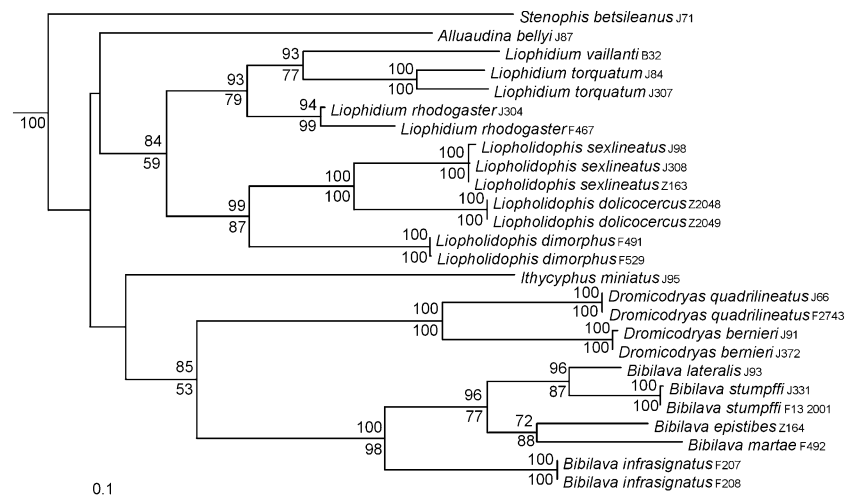 Stenophis betsileanus J71
Alluaudina bellyi J87
93
Liophidium vaillanti B32
77
100
Liophidium torquatum J84
93
100
Liophidium torquatum J307
79
94
Liophidium rhodogaster J304
100
99
Liophidium rhodogaster F467
84
59
Liopholidophis sexlineatus J98
100
Liopholidophis sexlineatus J308
100
100
Liopholidophis sexlineatus Z163
100
100
Liopholidophis dolicocercus Z2048
99
100
Liopholidophis dolicocercus Z2049
87
100
Liopholidophis dimorphus F491
100
Liopholidophis dimorphus F529
Ithycyphus miniatus J95
100
Dromicodryas quadrilineatus J66
100
100
Dromicodryas quadrilineatus F2743
100
100
Dromicodryas bernieri J91
100
Dromicodryas bernieri J372
85
53
96
Bibilava lateralis J93
87
100
Bibilava stumpffi J331
96
100
Bibilava stumpffi F13 2001
77
72
Bibilava epistibes Z164
100
88
Bibilava martae F492
98
100
Bibilava infrasignatus F207
100
Bibilava infrasignatus F208
0.1